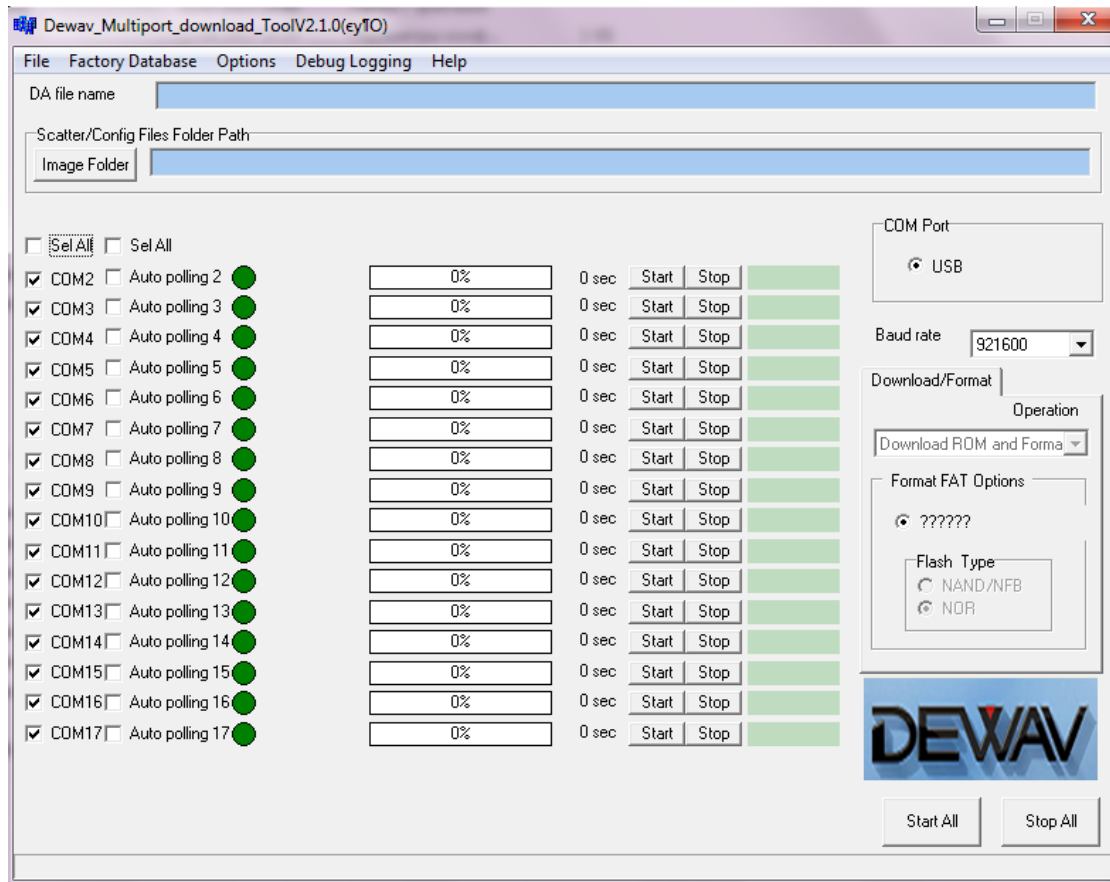 Dewav_Multiport_download_ToolV2.1.0(εyΪO)
File Factory Database Options Debug Logging Help
DA file name
Scatter/Config Files Folder Path
Image Folder
Sel All Sel All
COM2 Auto polling 2 0% 0 sec Start Stop
COM3 Auto polling 3 0% 0 sec Start Stop
COM4 Auto polling 4 0% 0 sec Start Stop
COM5 Auto polling 5 0% 0 sec Start Stop
COM6 Auto polling 6 0% 0 sec Start Stop
COM7 Auto polling 7 0% 0 sec Start Stop
COM8 Auto polling 8 0% 0 sec Start Stop
COM9 Auto polling 9 0% 0 sec Start Stop
COM10 Auto polling 10 0% 0 sec Start Stop
COM11 Auto polling 11 0% 0 sec Start Stop
COM12 Auto polling 12 0% 0 sec Start Stop
COM13 Auto polling 13 0% 0 sec Start Stop
COM14 Auto polling 14 0% 0 sec Start Stop
COM15 Auto polling 15 0% 0 sec Start Stop
COM16 Auto polling 16 0% 0 sec Start Stop
COM17 Auto polling 17 0% 0 sec Start Stop
COM Port
USB
Baud rate 921600
Download/Format
Operation
Download ROM and Forma
Format FAT Options
??????
Flash Type
NAND/NFB
NOR
DEWAV
Start All Stop All